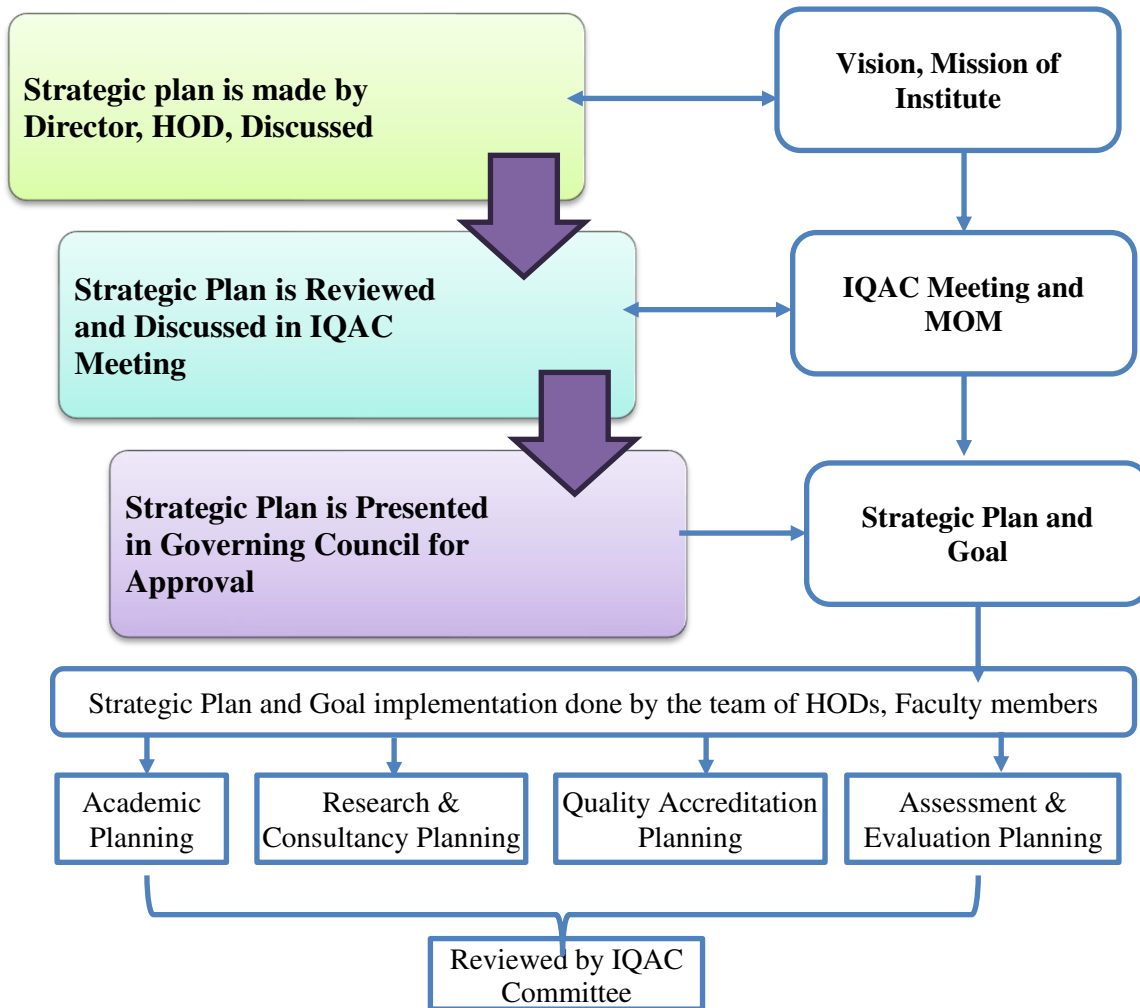 Strategic plan is made by
Director, HOD, Discussed
Vision, Mission of
Institute
Strategic Plan is Reviewed
and Discussed in IQAC
Meeting
IQAC Meeting and
MOM
Strategic Plan is Presented
in Governing Council for
Approval
Strategic Plan and
Goal
Strategic Plan and Goal implementation done by the team of HODs, Faculty members
Academic
Planning
Research &
Consultancy Planning
Quality Accreditation
Planning
Assessment &
Evaluation Planning
Reviewed by IQAC
Committee